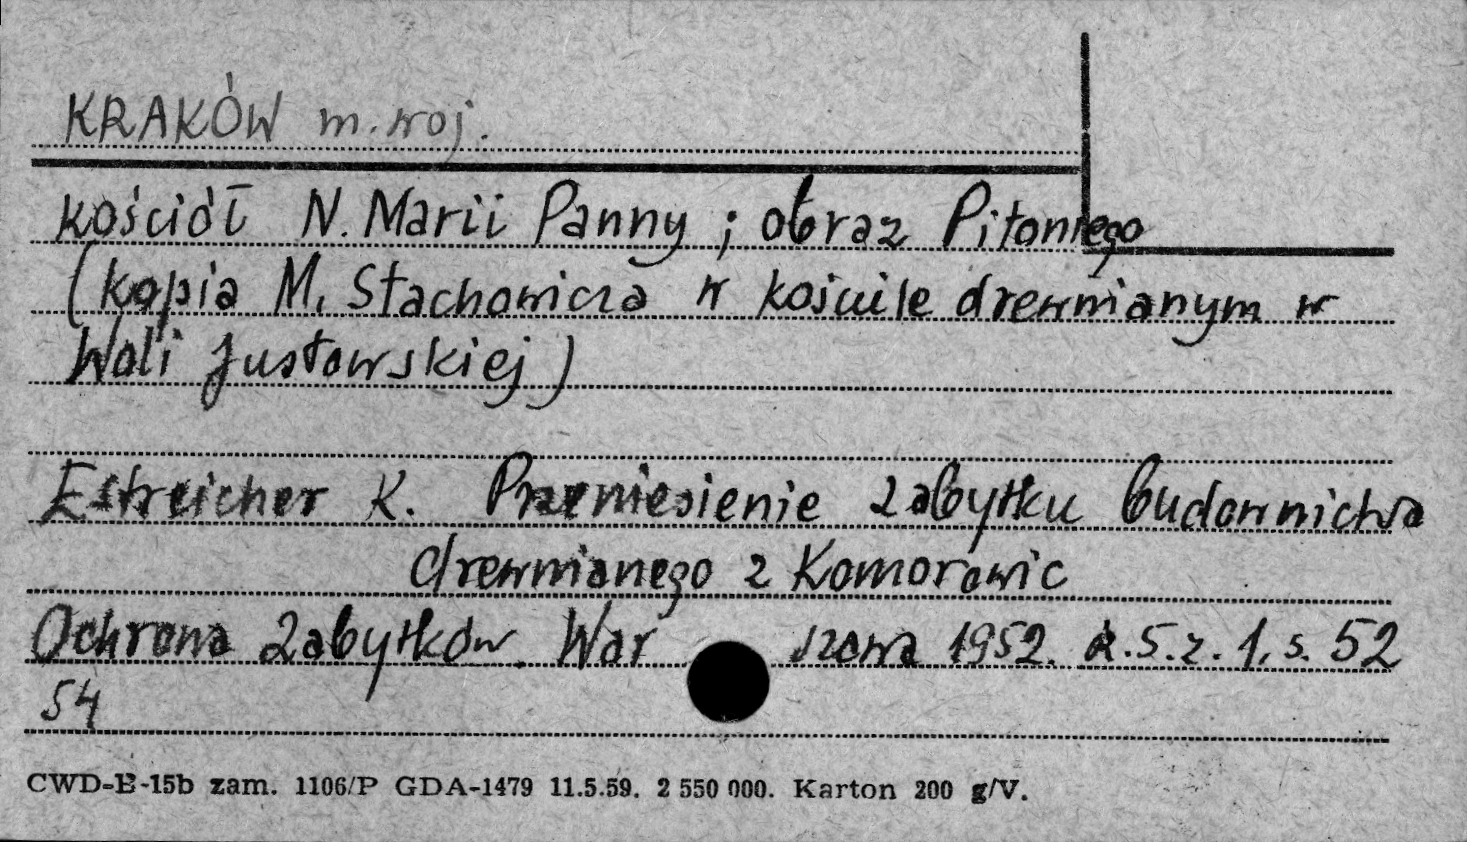 KRAKÓW m. woj.
kościół N. Marii Panny ; obraz Pitoniego
(kopia M. Stachowicza w kościele drewnianym w
Woli Justowskiej)
Estreicher K. Przeniesienie zabytku budownictwa
drewnianego z Komorowic
Ochrona Zabytków. War szawa 1952. R.5.z.1, s. 52
54
CWD-E-15b zam. 1106/P GDA-1479 11.5.59. 2 550 000. Karton 200 g/V.